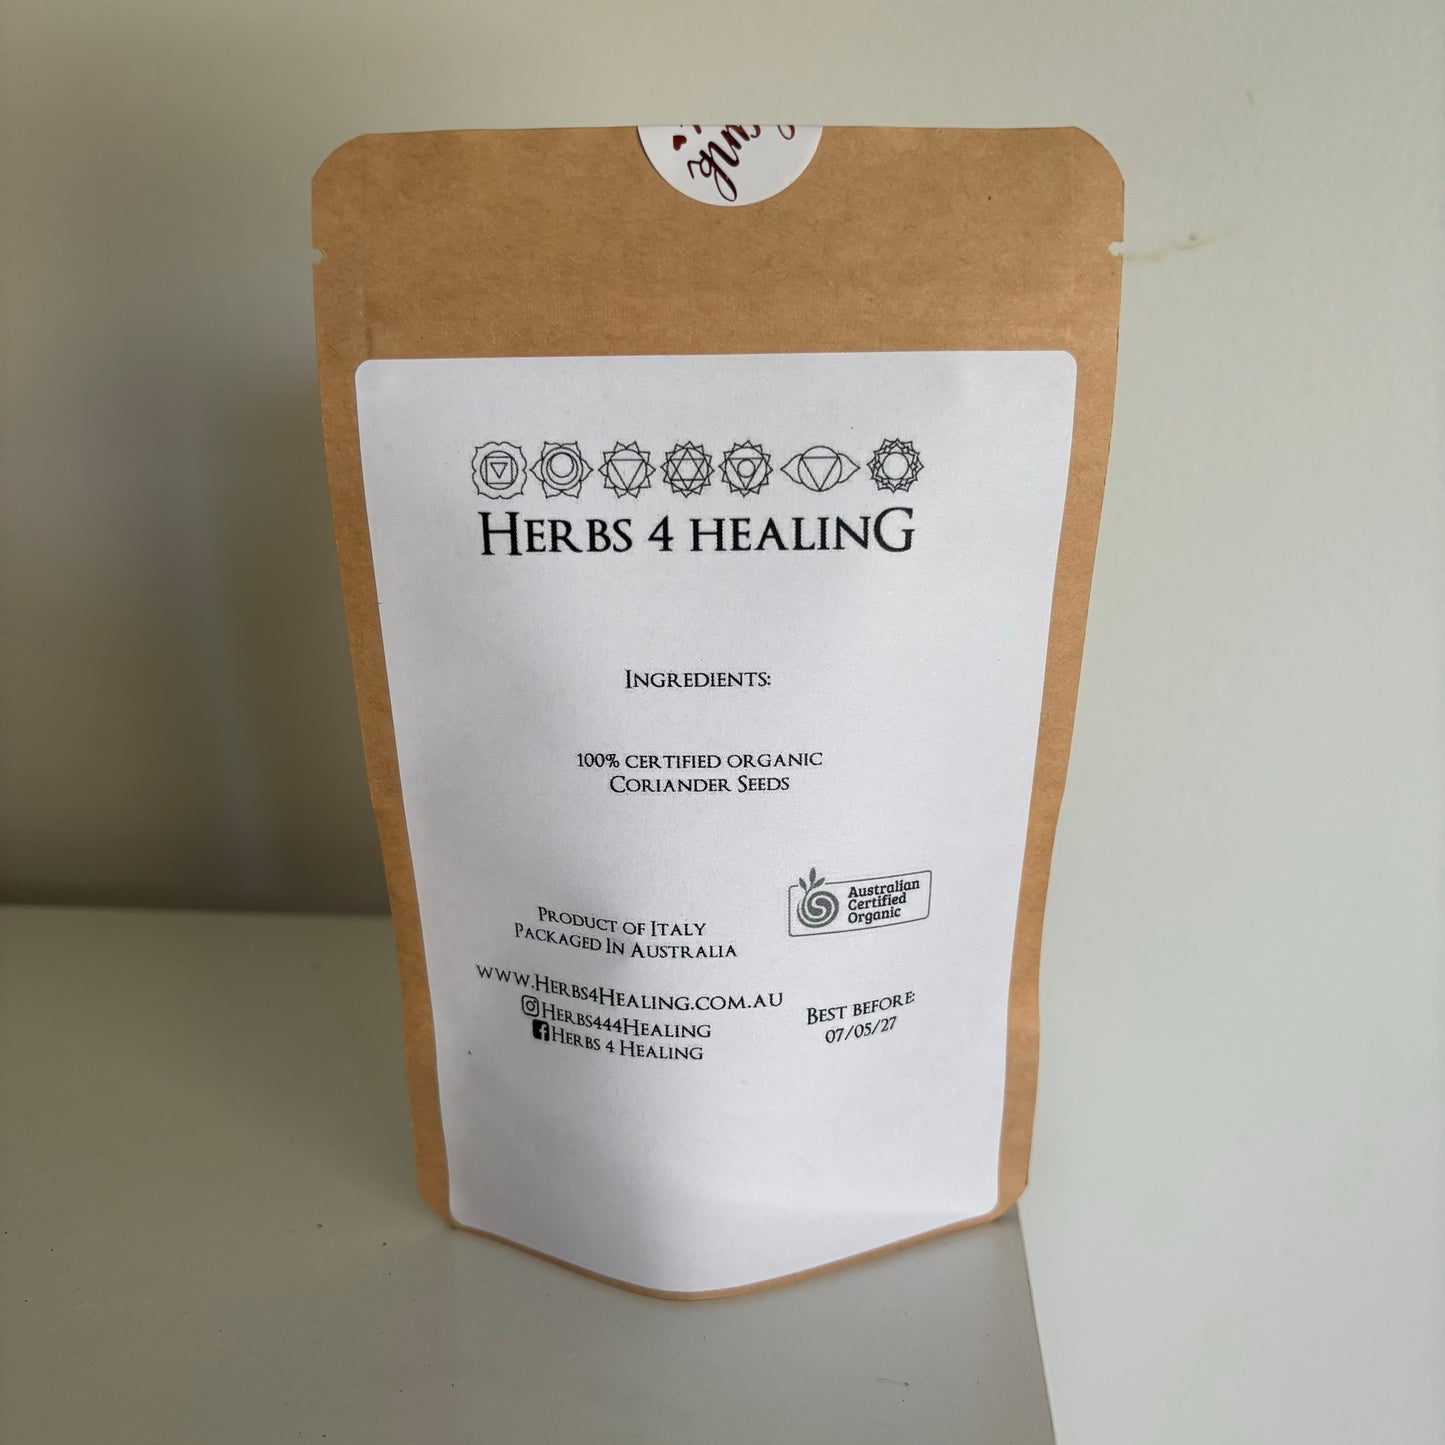 HERBS 4 HEALING
INGREDIENTS:
100% CERTIFIED ORGANIC
CORIANDER SEEDS
Australian
Certified
Organic
PRODUCT OF ITALY
PACKAGED IN AUSTRALIA
WWW.HERBS4HEALING.COM.AU
HERBS444HEALING
HERBS 4 HEALING
BEST BEFORE:
07/05/27